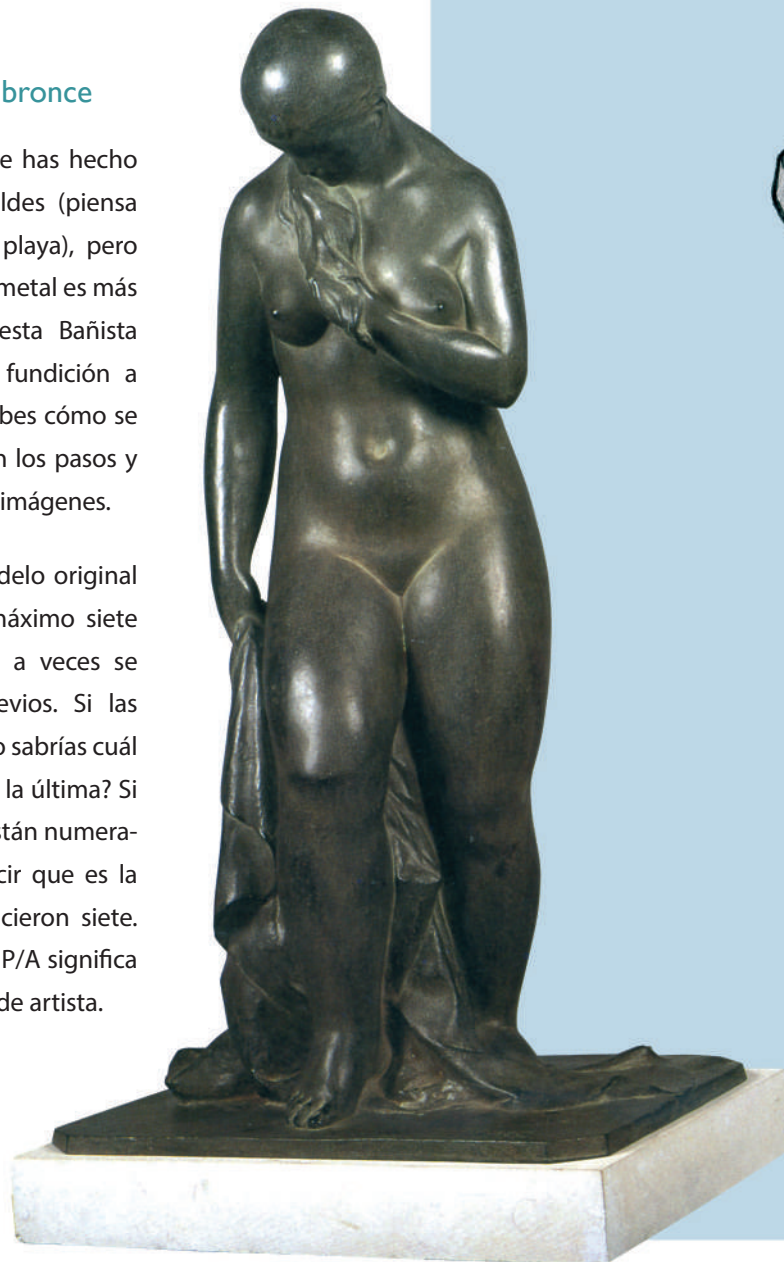 bronce
e has hecho
ldes (piensa
playa), pero
metal es más
esta Bañista
fundición a
bes cómo se
n los pasos y
imágenes.
delo original
náximo siete
a veces se
evios. Si las
o sabrías cuál
la última? Si
stán numera-
cir que es la
cieron siete.
P/A significa
de artista.